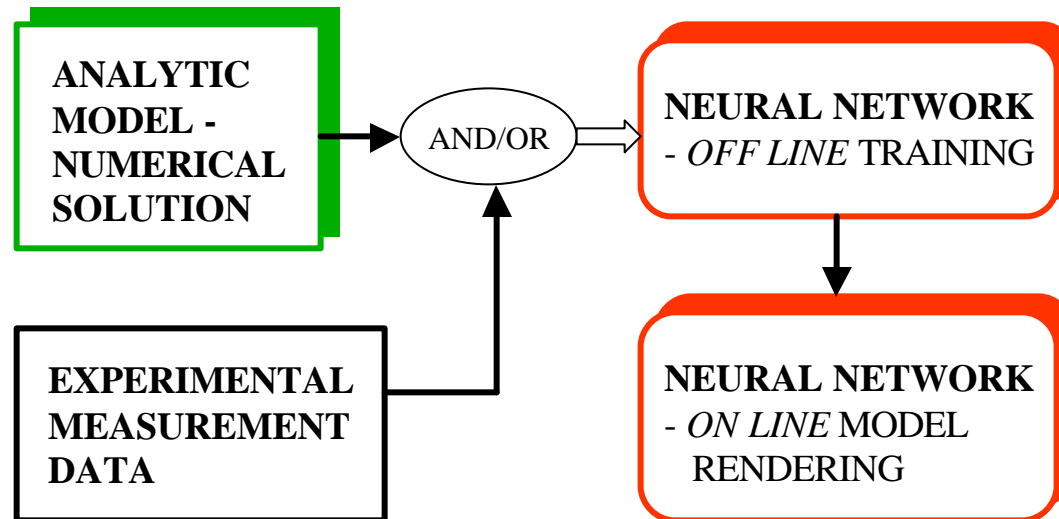 ANALYTIC
MODEL -
NUMERICAL
SOLUTION
AND/OR
NEURAL NETWORK
- OFF LINE TRAINING
EXPERIMENTAL
MEASUREMENT
DATA
NEURAL NETWORK
- ON LINE MODEL
RENDERING